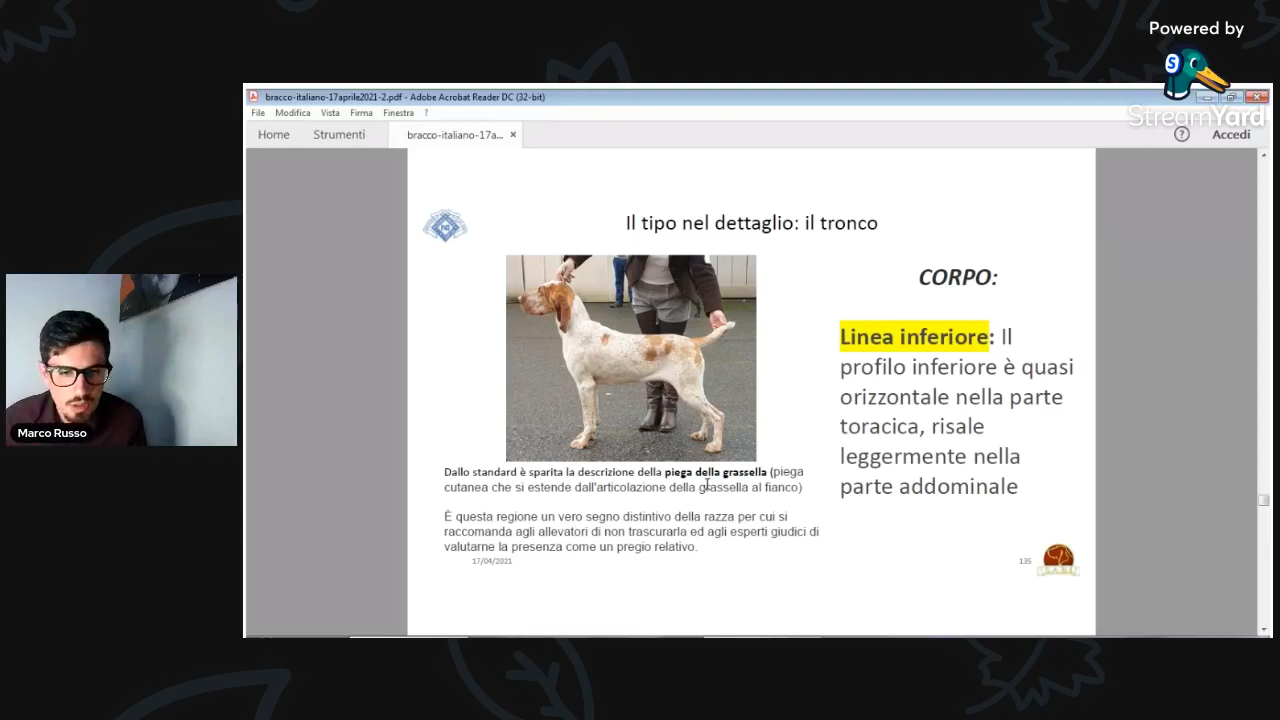 Powered by
StreamYard
bracco-italiano-17aprile2021-2.pdf - Adobe Acrobat Reader DC (32-bit)
File Modifica Vista Firma Finestra ?
Home Strumenti bracco-italiano-17a... × ? Accedi
Il tipo nel dettaglio: il tronco
CORPO:
Linea inferiore: Il
profilo inferiore è quasi
orizzontale nella parte
toracica, risale
leggermente nella
parte addominale
Dallo standard è sparita la descrizione della piega della grassella (piega
cutanea che si estende dall'articolazione della grassella al fianco)
È questa regione un vero segno distintivo della razza per cui si
raccomanda agli allevatori di non trascurarla ed agli esperti giudici di
valutarne la presenza come un pregio relativo.
17/04/2021
135
Marco Russo